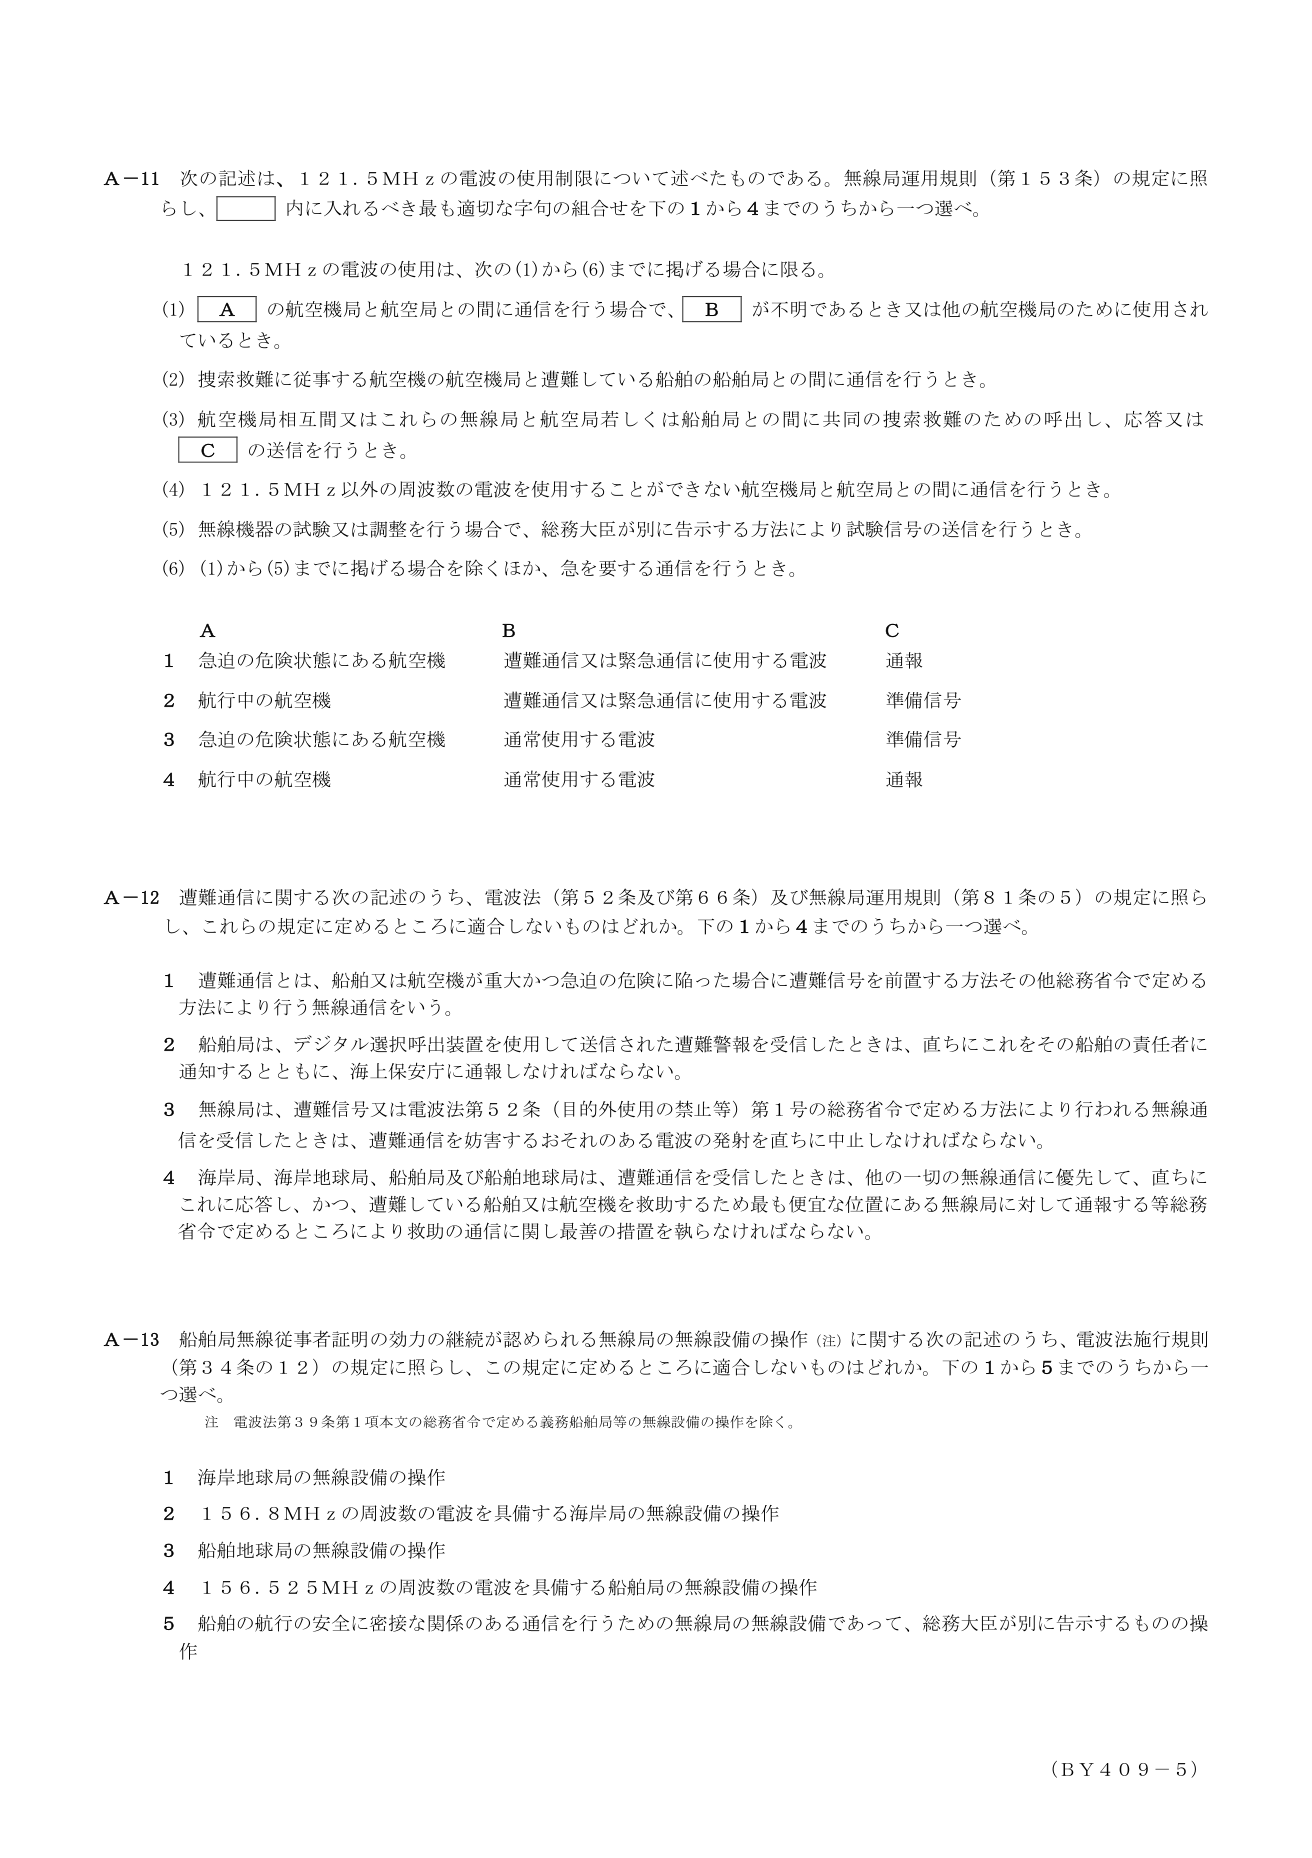 A－11　次の記述は、１２１.５MHｚの電波の使用制限について述べたものである。無線局運用規則（第１５３条）の規定に照
らし、　　　内に入れるべき最も適切な字句の組合せを下の1から4までのうちから一つ選べ。
１２１.５MHｚの電波の使用は、次の(1)から(6)までに掲げる場合に限る。
(1)　A　の航空機局と航空局との間に通信を行う場合で、　B　が不明であるとき又は他の航空機局のために使用され
ているとき。
(2) 捜索救難に従事する航空機の航空機局と遭難している船舶の船舶局との間に通信を行うとき。
(3) 航空機局相互間又はこれらの無線局と航空局若しくは船舶局との間に共同の捜索救難のための呼出し、応答又は
C　の送信を行うとき。
(4) １２１.５MHｚ以外の周波数の電波を使用することができない航空機局と航空局との間に通信を行うとき。
(5) 無線機器の試験又は調整を行う場合で、総務大臣が別に告示する方法により試験信号の送信を行うとき。
(6) (1)から(5)までに掲げる場合を除くほか、急を要する通信を行うとき。
A　B　C
1　急迫の危険状態にある航空機　遭難通信又は緊急通信に使用する電波　通報
2　航行中の航空機　遭難通信又は緊急通信に使用する電波　準備信号
3　急迫の危険状態にある航空機　通常使用する電波　準備信号
4　航行中の航空機　通常使用する電波　通報
A－12　遭難通信に関する次の記述のうち、電波法（第５２条及び第６６条）及び無線局運用規則（第８１条の５）の規定に照ら
し、これらの規定に定めるところに適合しないものはどれか。下の1から4までのうちから一つ選べ。
1　遭難通信とは、船舶又は航空機が重大かつ急迫の危険に陥った場合に遭難信号を前置する方法その他総務省令で定める
方法により行う無線通信をいう。
2　船舶局は、デジタル選択呼出装置を使用して送信された遭難警報を受信したときは、直ちにこれをその船舶の責任者に
通知するとともに、海上保安庁に通報しなければならない。
3　無線局は、遭難信号又は電波法第５２条（目的外使用の禁止等）第１号の総務省令で定める方法により行われる無線通
信を受信したときは、遭難通信を妨害するおそれのある電波の発射を直ちに中止しなければならない。
4　海岸局、海岸地球局、船舶局及び船舶地球局は、遭難通信を受信したときは、他の一切の無線通信に優先して、直ちに
これに応答し、かつ、遭難している船舶又は航空機を救助するため最も便宜な位置にある無線局に対して通報する等総務
省令で定めるところにより救助の通信に関し最善の措置を執らなければならない。
A－13　船舶局無線従事者証明の効力の継続が認められる無線局の無線設備の操作（注）に関する次の記述のうち、電波法施行規則
（第３４条の１２）の規定に照らし、この規定に定めるところに適合しないものはどれか。下の1から5までのうちから一
つ選べ。
注　電波法第３９条第１項本文の総務省令で定める義務船舶局等の無線設備の操作を除く。
1　海岸地球局の無線設備の操作
2　１５６.８MHｚの周波数の電波を具備する海岸局の無線設備の操作
3　船舶地球局の無線設備の操作
4　１５６.５２５MHｚの周波数の電波を具備する船舶局の無線設備の操作
5　船舶の航行の安全に密接な関係のある通信を行うための無線局の無線設備であって、総務大臣が別に告示するものの操
作
（ＢＹ４０９－５）